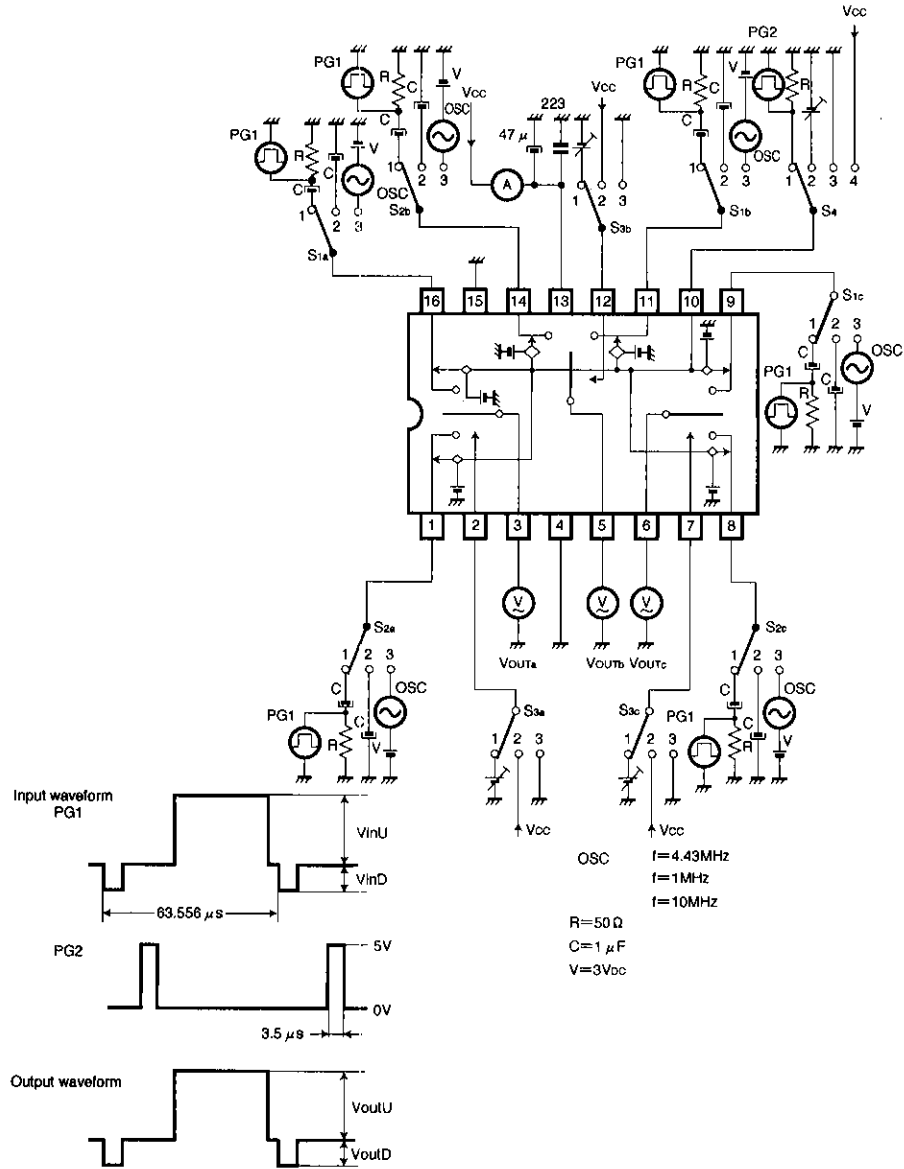 Vcc
PG2
PG1 R C V
PG1 R
Vcc OSC
223
Vcc
47 μ
PG1 R C V
C
C OSC
A
C OSC
1 2 3
S2b
1 2 3
S3b
1 2 3
S1b
1 2 3 4
S4
1 2 3
S1a
16 15 14 13 12 11 10 9
S1c
1 2 3
C OSC
PG1
C
R V
1 2 3 4 5 6 7 8
V V V
VOUTa VOUTb VOUTc
S2a
1 2 3
C OSC
PG1
C
R V
S3a
1 2 3
Vcc
S3c
1 2 3
Vcc
S2c
1 2 3
C OSC
PG1
C
R V
Input waveform
PG1
VinU
VinD
63.556 μs
OSC f=4.43MHz
f=1MHz
f=10MHz
R=50Ω
C=1 μF
V=3VDC
PG2
5V
0V
3.5 μs
Output waveform
VoutU
VoutD